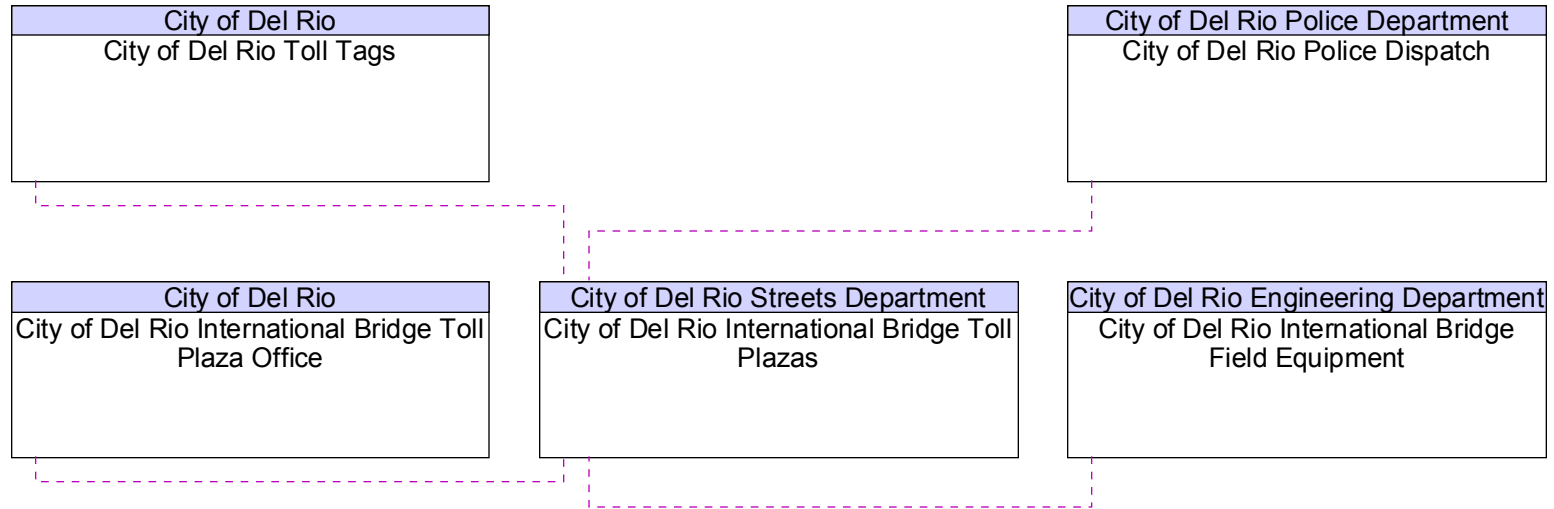 City of Del Rio
City of Del Rio Toll Tags
City of Del Rio Police Department
City of Del Rio Police Dispatch
City of Del Rio
City of Del Rio International Bridge Toll
Plaza Office
City of Del Rio Streets Department
City of Del Rio International Bridge Toll
Plazas
City of Del Rio Engineering Department
City of Del Rio International Bridge
Field Equipment